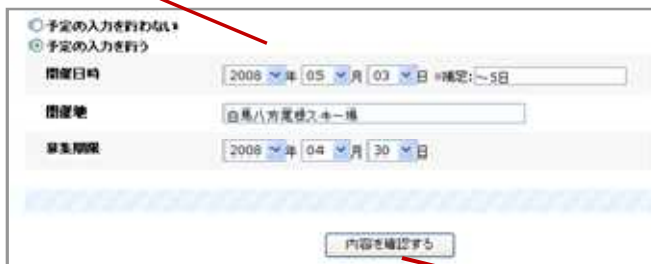 予定の入力を行わない
予定の入力を行う
開催日時 2008 年 05 月 03 日 ※補足:～5日
開催地 白馬八方尾根スキー場
募集期限 2008 年 04 月 30 日
内容を確認する